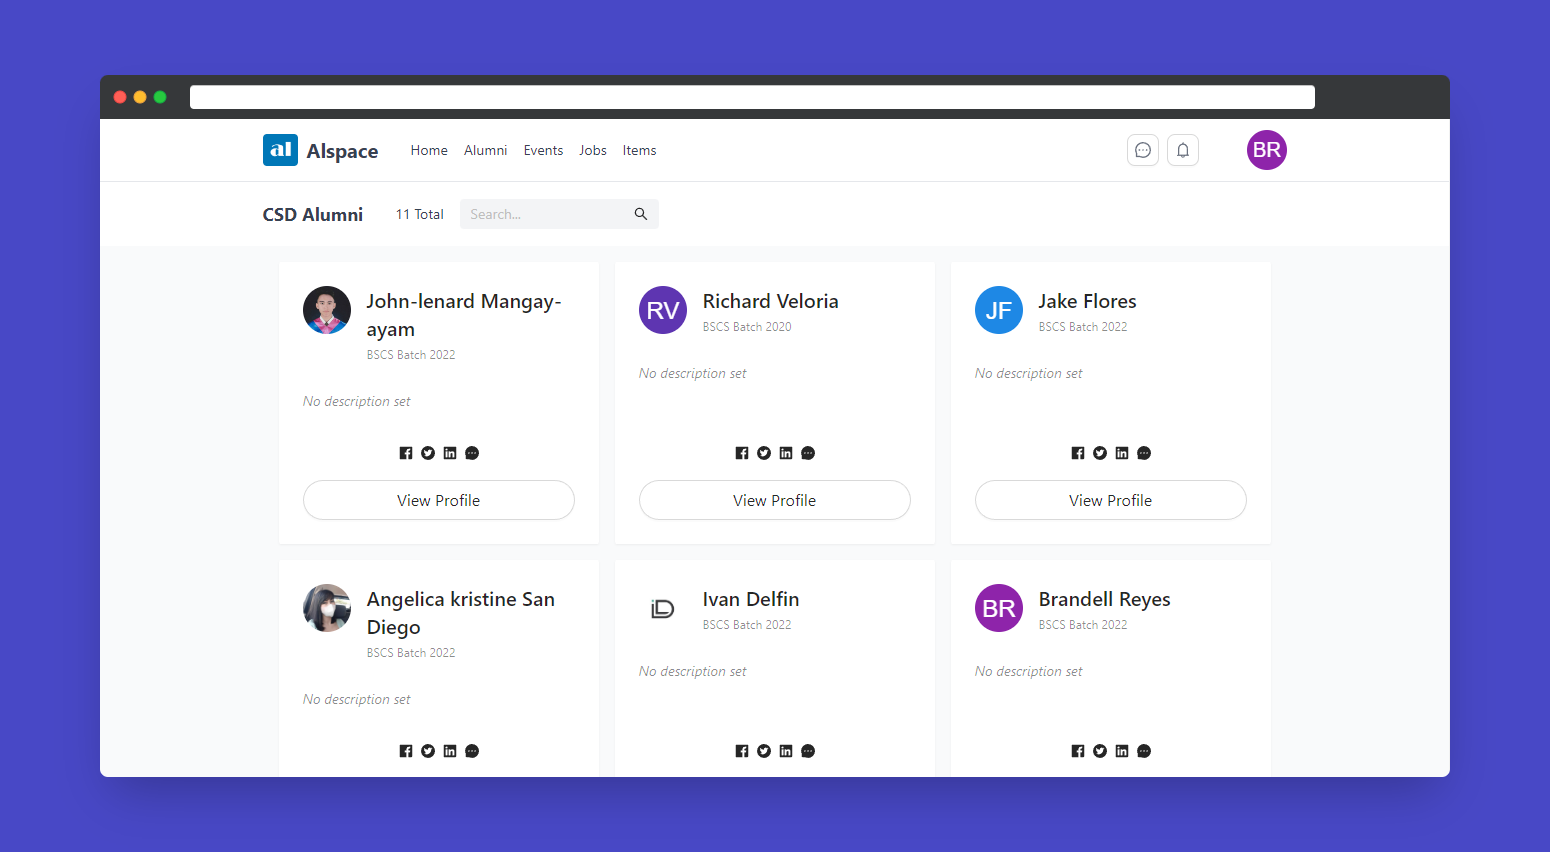 al Alspace Home Alumni Events Jobs Items BR
CSD Alumni 11 Total Search...
John-lenard Mangay-
ayam
BSCS Batch 2022
No description set
View Profile
RV Richard Veloria
BSCS Batch 2020
No description set
View Profile
JF Jake Flores
BSCS Batch 2022
No description set
View Profile
Angelica kristine San
Diego
BSCS Batch 2022
No description set
iD Ivan Delfin
BSCS Batch 2022
No description set
BR Brandell Reyes
BSCS Batch 2022
No description set